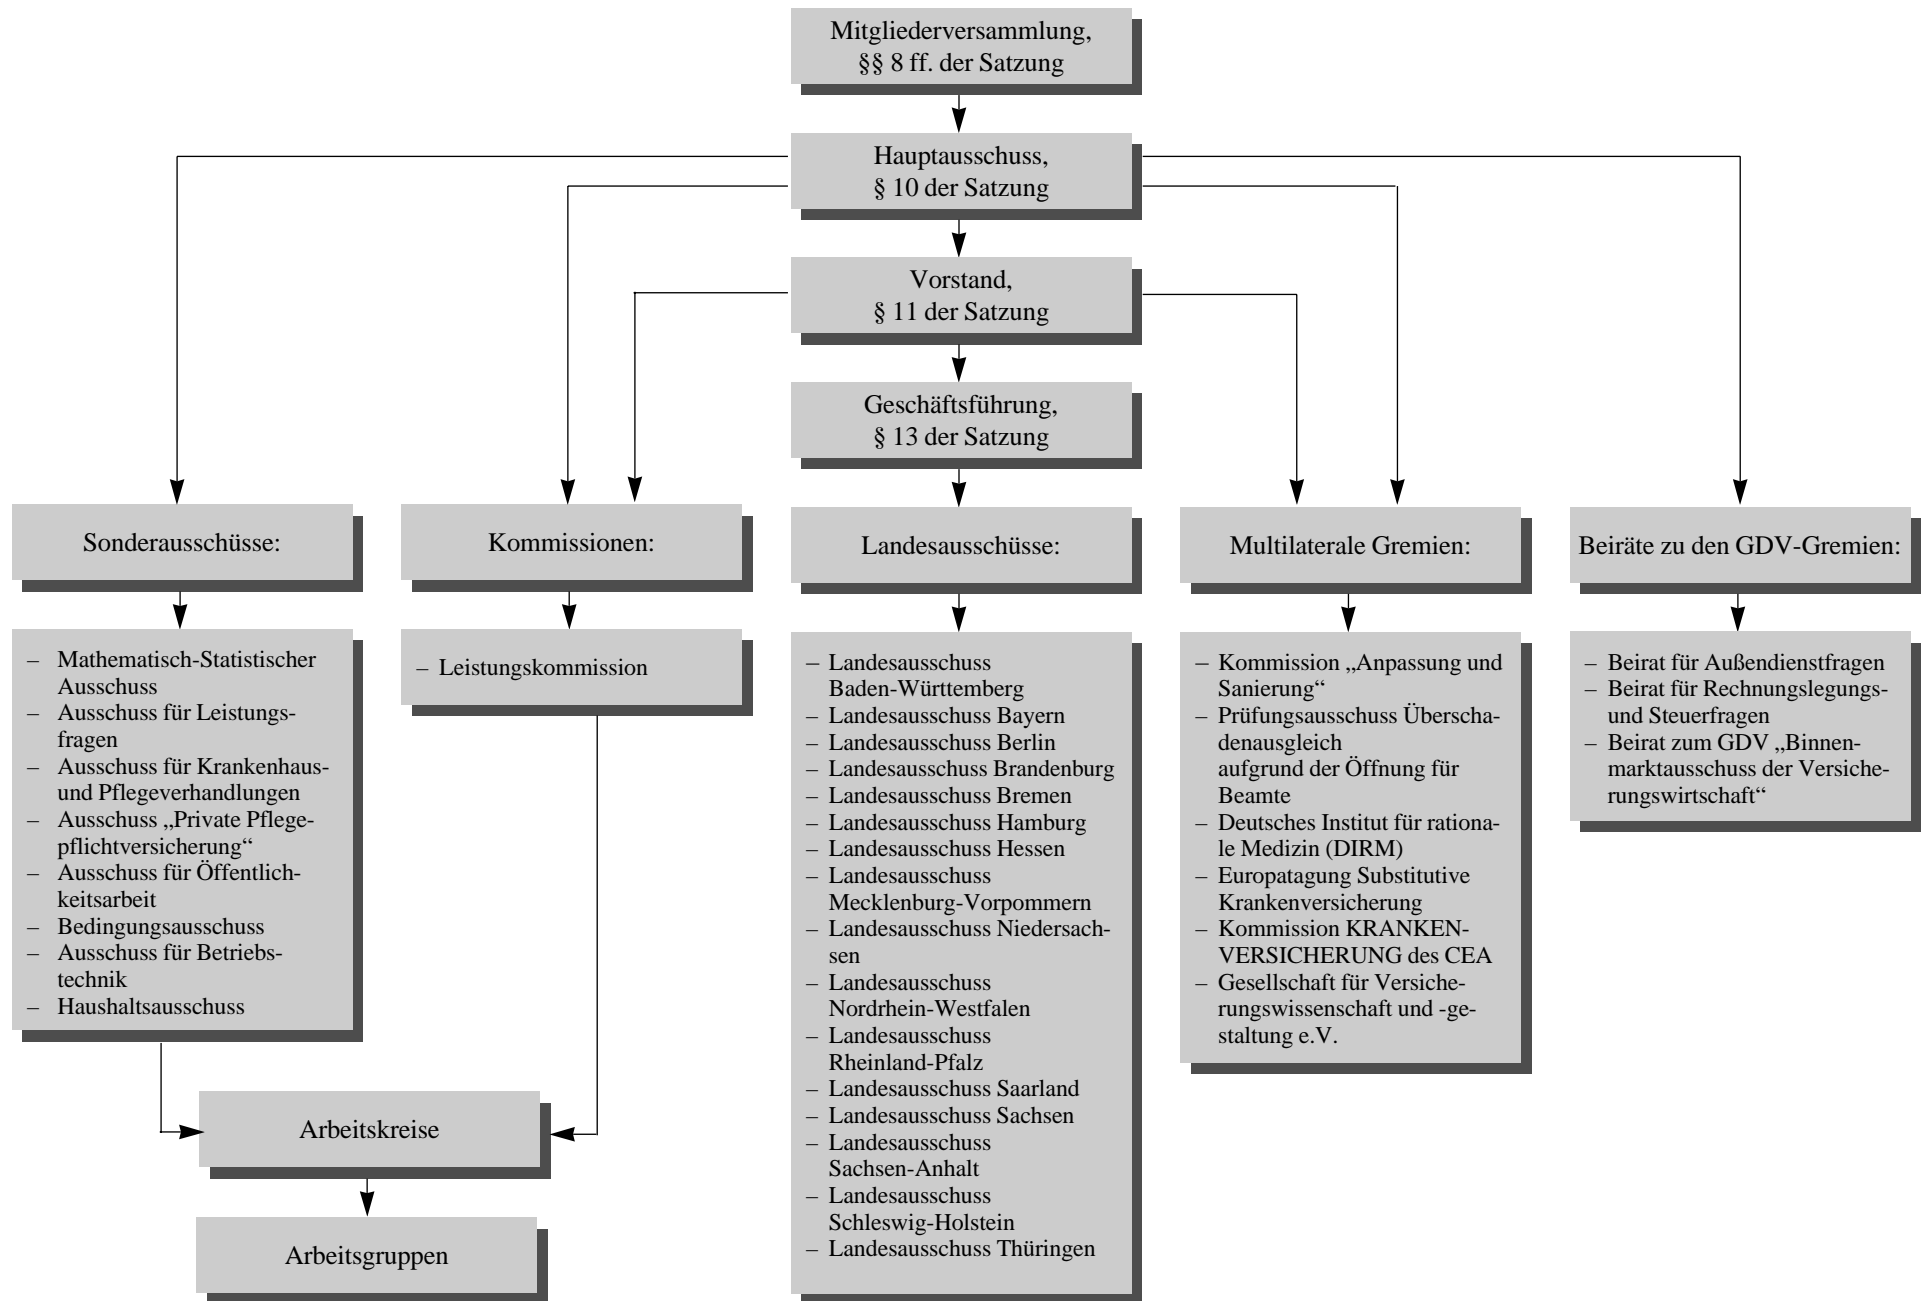 Mitgliederversammlung,
§§ 8 ff. der Satzung
Hauptausschuss,
§ 10 der Satzung
Vorstand,
§ 11 der Satzung
Geschäftsführung,
§ 13 der Satzung
Sonderausschüsse:
Kommissionen:
Landesausschüsse:
Multilaterale Gremien:
Beiräte zu den GDV-Gremien:
– Mathematisch-Statistischer
Ausschuss
– Ausschuss für Leistungs-
fragen
– Ausschuss für Krankenhaus-
und Pflegeverhandlungen
– Ausschuss „Private Pflege-
pflichtversicherung“
– Ausschuss für Öffentlich-
keitsarbeit
– Bedingungsausschuss
– Ausschuss für Betriebs-
technik
– Haushaltsausschuss
– Leistungskommission
– Landesausschuss
Baden-Württemberg
– Landesausschuss Bayern
– Landesausschuss Berlin
– Landesausschuss Brandenburg
– Landesausschuss Bremen
– Landesausschuss Hamburg
– Landesausschuss Hessen
– Landesausschuss
Mecklenburg-Vorpommern
– Landesausschuss Niedersach-
sen
– Landesausschuss
Nordrhein-Westfalen
– Landesausschuss
Rheinland-Pfalz
– Landesausschuss Saarland
– Landesausschuss Sachsen
– Landesausschuss
Sachsen-Anhalt
– Landesausschuss
Schleswig-Holstein
– Landesausschuss Thüringen
– Kommission „Anpassung und
Sanierung“
– Prüfungsausschuss Überscha-
denausgleich
aufgrund der Öffnung für
Beamte
– Deutsches Institut für rationa-
le Medizin (DIRM)
– Europatagung Substitutive
Krankenversicherung
– Kommission KRANKEN-
VERSICHERUNG des CEA
– Gesellschaft für Versiche-
rungswissenschaft und -ge-
staltung e.V.
– Beirat für Außendienstfragen
– Beirat für Rechnungslegungs-
und Steuerfragen
– Beirat zum GDV „Binnen-
marktausschuss der Versiche-
rungswirtschaft“
Arbeitskreise
Arbeitsgruppen